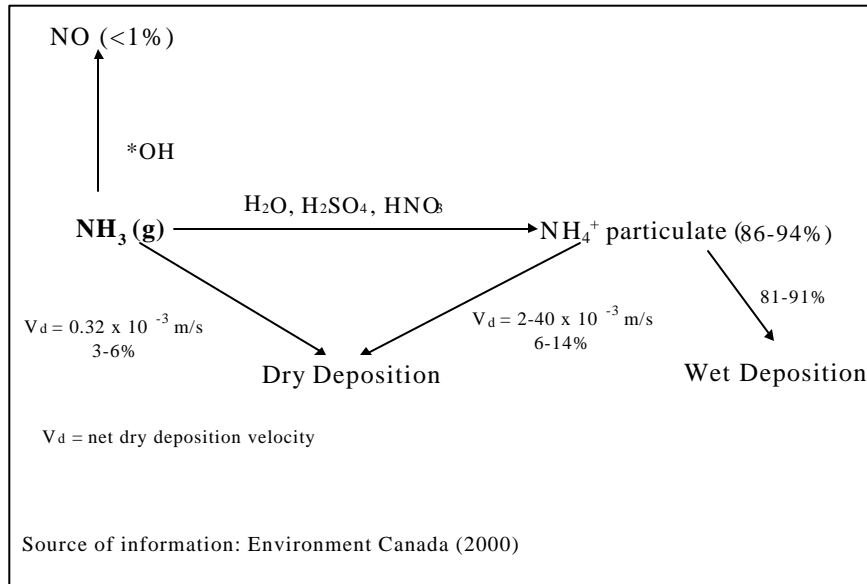 NO (<1%)
*OH
H₂O, H₂SO₄, HNO₃
NH₃ (g)
NH₄⁺ particulate (86-94%)
81-91%
Vd = 0.32 x 10 ⁻³ m/s
3-6%
Vd = 2-40 x 10 ⁻³ m/s
6-14%
Dry Deposition
Wet Deposition
Vd = net dry deposition velocity
Source of information: Environment Canada (2000)